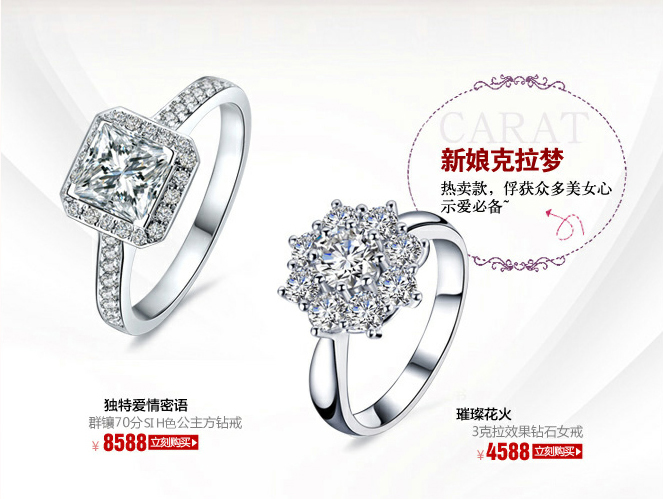 CARAT
新娘克拉梦
热卖款，俘获众多美女心
示爱必备~
独特爱情密语
群镶70分SI H色公主方钻戒
¥ 8588 立刻购买
璀璨花火
3克拉效果钻石女戒
¥ 4588 立刻购买